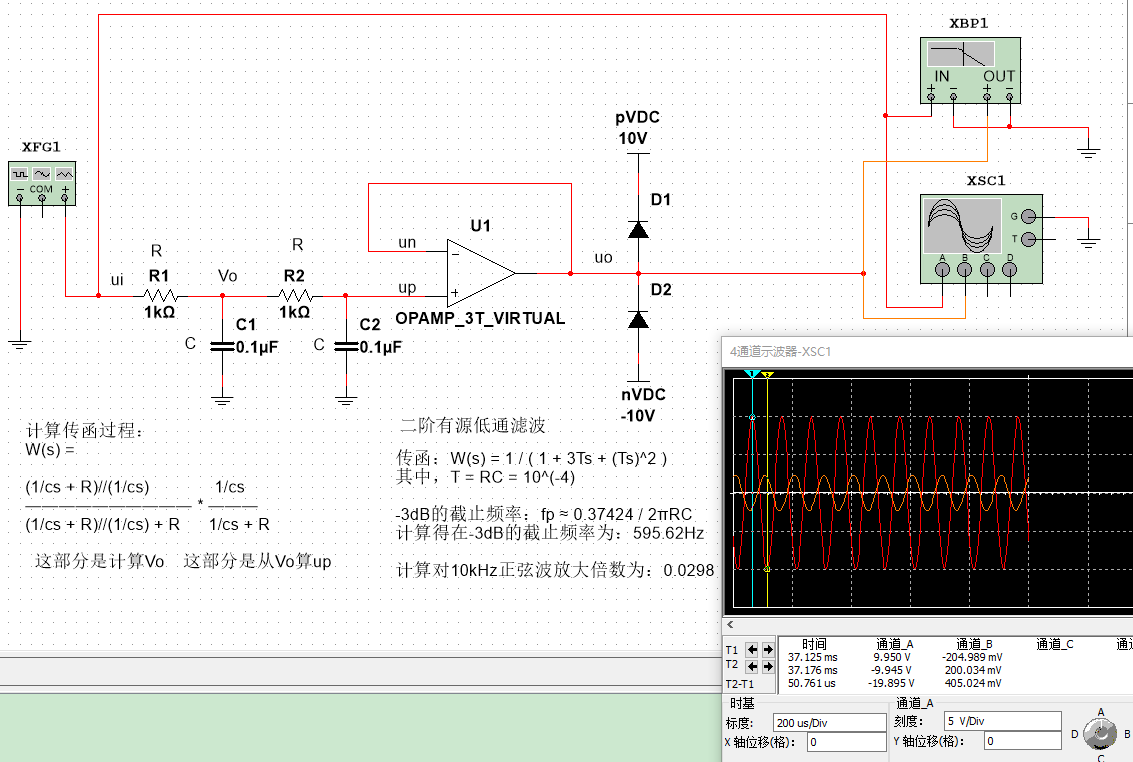 XBP1
IN OUT
+ − + −
XFG1
COM
− +
pVDC
10V
XSC1
G
T
A B C D
D1
U1
un
uo
up
D2
R
R
ui
R1
Vo
R2
1kΩ
1kΩ
OPAMP_3T_VIRTUAL
C1
C2
C
0.1µF
C
0.1µF
nVDC
-10V
4通道示波器-XSC1
计算传函过程：
W(s) =
(1/cs + R)//(1/cs) 1/cs
———————————— * ————
(1/cs + R)//(1/cs) + R 1/cs + R
这部分是计算Vo 这部分是从Vo算up
二阶有源低通滤波
传函：W(s) = 1 / ( 1 + 3Ts + (Ts)^2 )
其中，T = RC = 10^(-4)
-3dB的截止频率：fp ≈ 0.37424 / 2πRC
计算得在-3dB的截止频率为：595.62Hz
计算对10kHz正弦波放大倍数为：0.0298
时间 通道_A 通道_B 通道_C
T1 37.125 ms 9.950 V -204.989 mV
T2 37.176 ms -9.945 V 200.034 mV
T2-T1 50.761 us -19.895 V 405.024 mV
时基 通道_A
标度： 200 us/Div 刻度： 5 V/Div
X 轴位移(格)： 0 Y 轴位移(格)： 0
A
D B
C